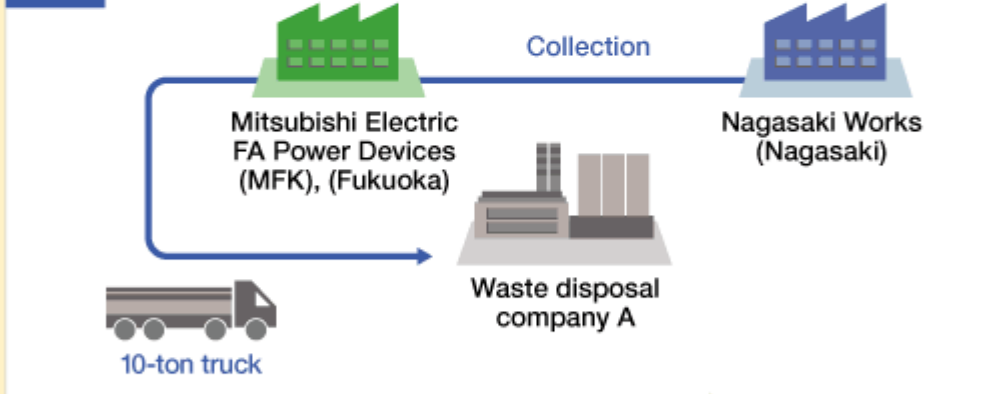 Collection
Mitsubishi Electric
FA Power Devices
(MFK), (Fukuoka)
Nagasaki Works
(Nagasaki)
Waste disposal
company A
10-ton truck